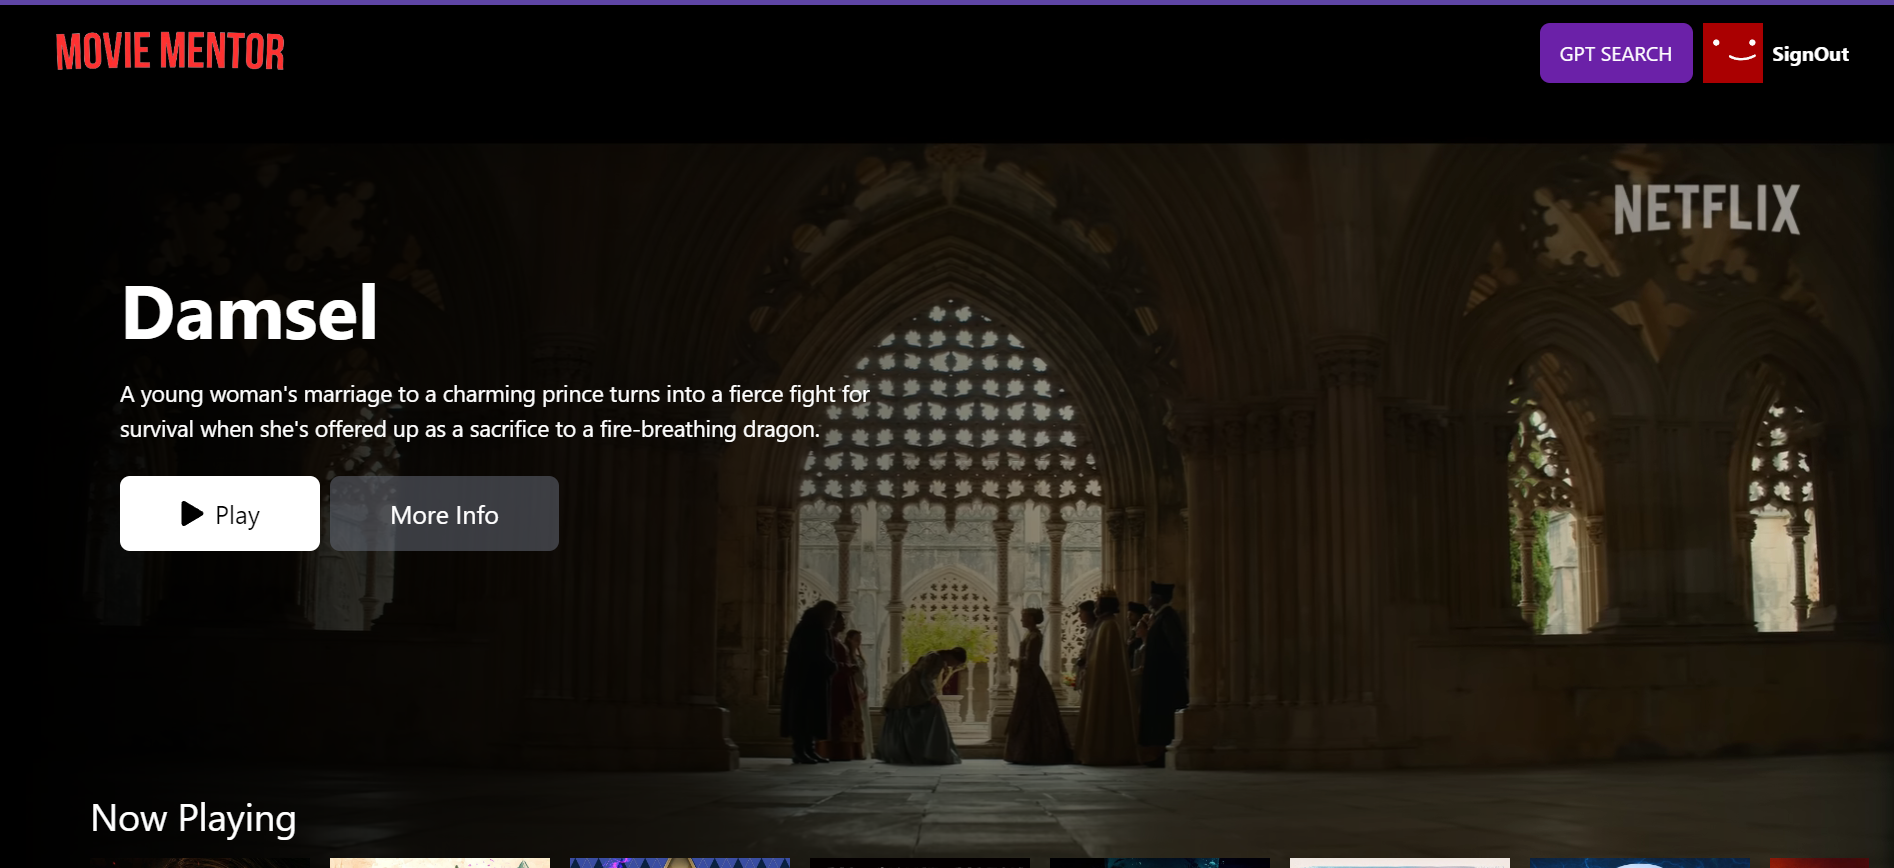 MOVIE MENTOR
GPT SEARCH
SignOut
NETFLIX
Damsel
A young woman's marriage to a charming prince turns into a fierce fight for
survival when she's offered up as a sacrifice to a fire-breathing dragon.
Play
More Info
Now Playing